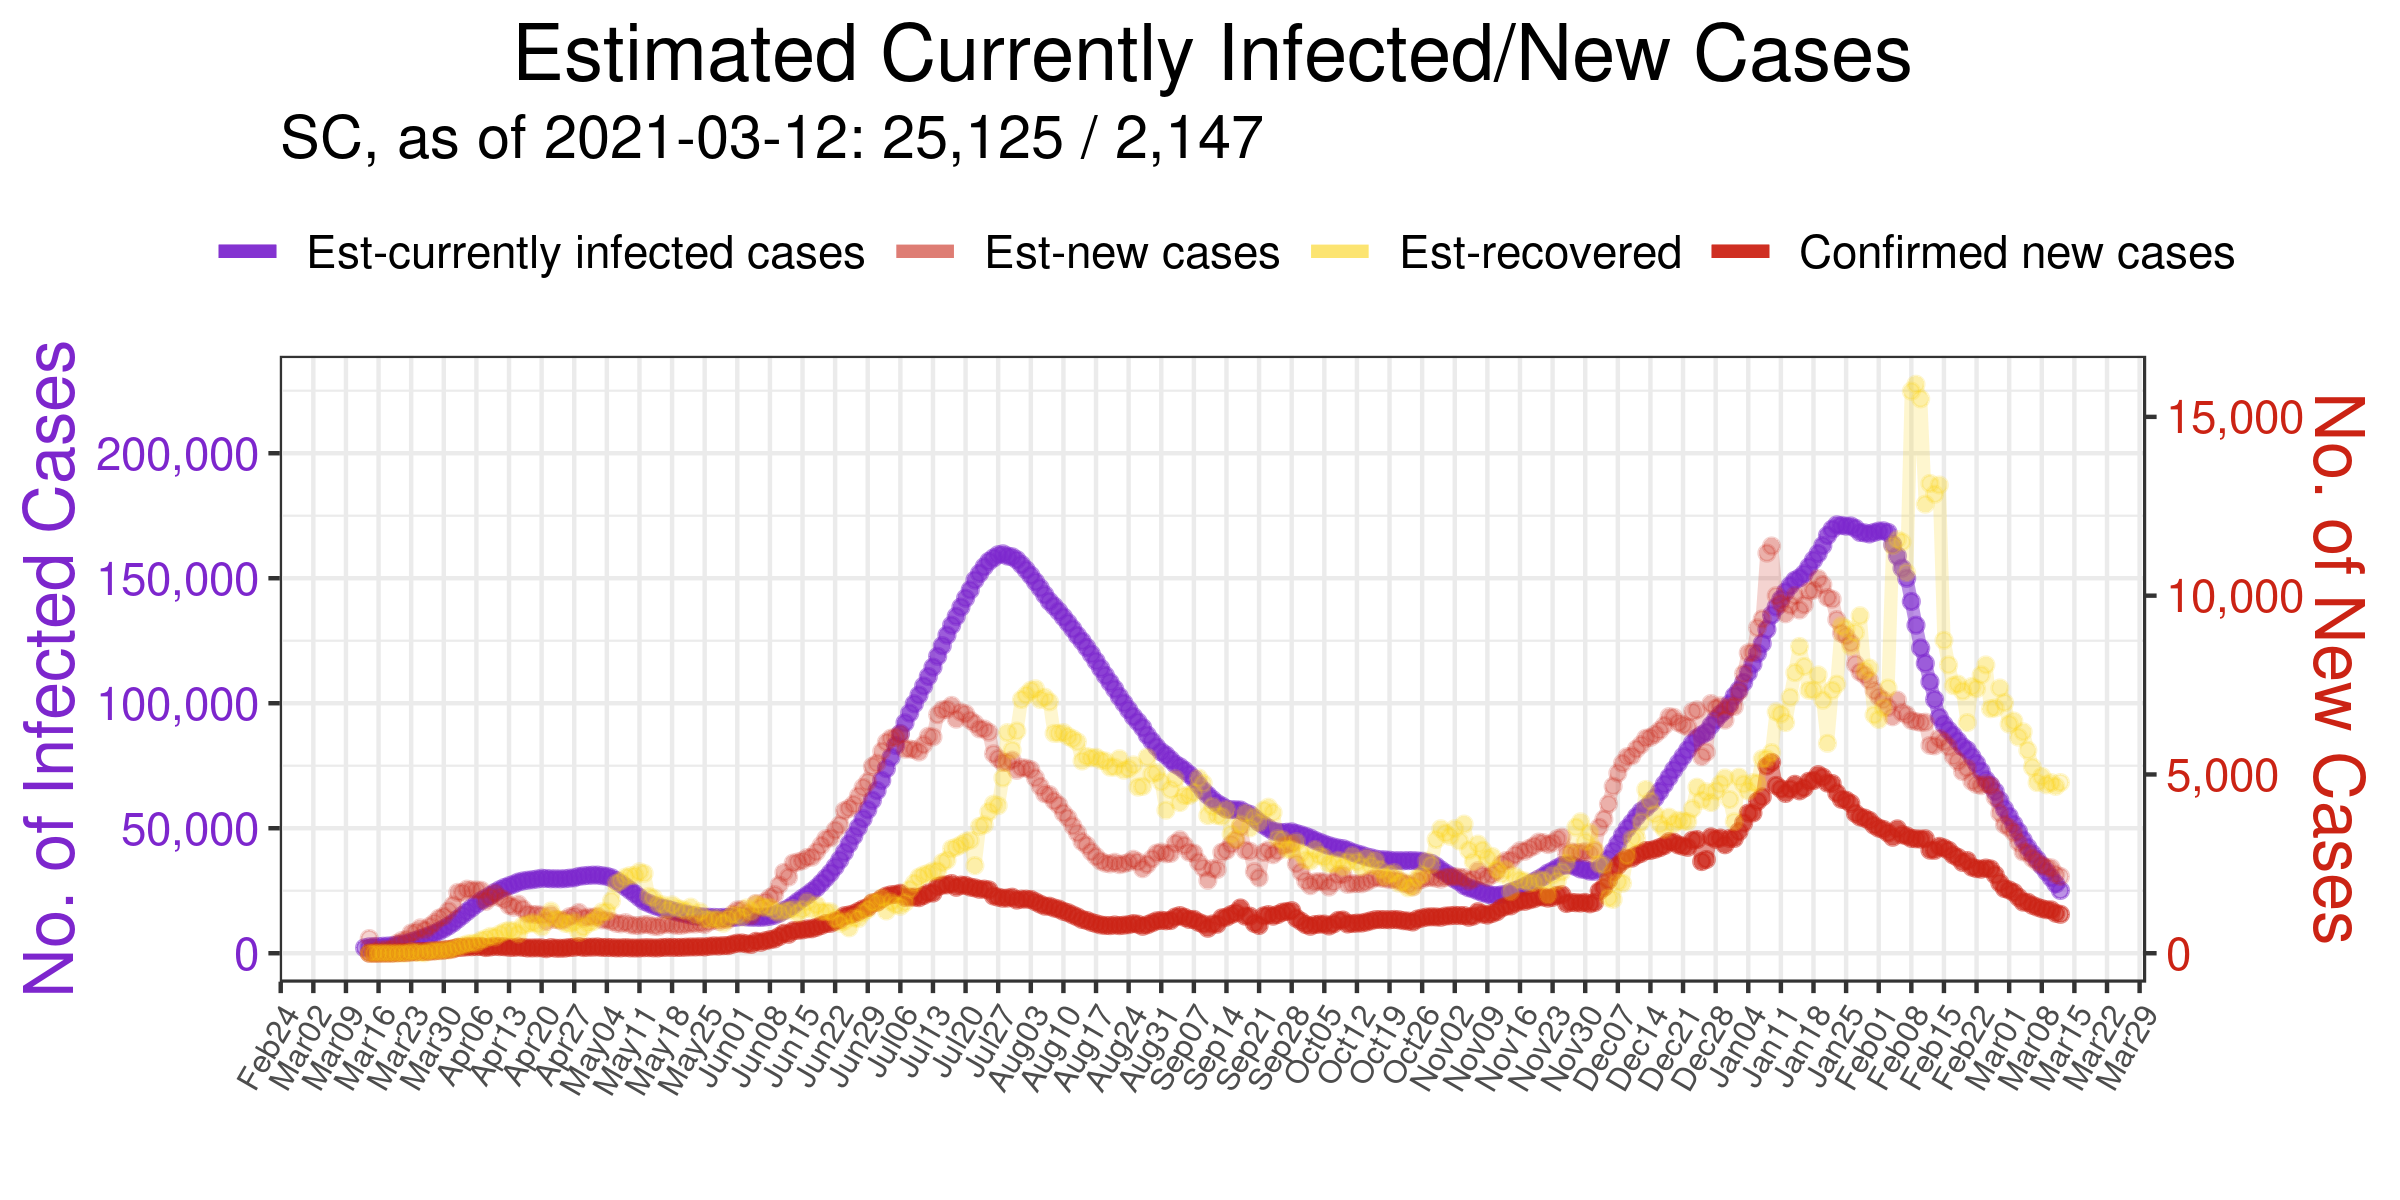 Estimated Currently Infected/New Cases
SC, as of 2021-03-12: 25,125 / 2,147
Est-currently infected cases
Est-new cases
Est-recovered
Confirmed new cases
No. of Infected Cases
200,000
150,000
100,000
50,000
0
15,000
10,000
5,000
0
No. of New Cases
Feb24
Mar02
Mar09
Mar16
Mar23
Mar30
Apr06
Apr13
Apr20
Apr27
May04
May11
May18
May25
Jun01
Jun08
Jun15
Jun22
Jun29
Jul06
Jul13
Jul20
Jul27
Aug03
Aug10
Aug17
Aug24
Aug31
Sep07
Sep14
Sep21
Sep28
Oct05
Oct12
Oct19
Oct26
Nov02
Nov09
Nov16
Nov23
Nov30
Dec07
Dec14
Dec21
Dec28
Jan04
Jan11
Jan18
Jan25
Feb01
Feb08
Feb15
Feb22
Mar01
Mar08
Mar15
Mar22
Mar29